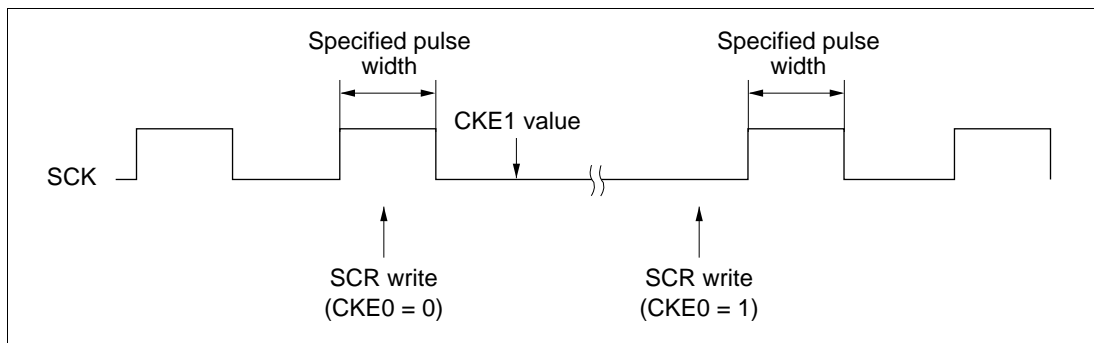 Specified pulse
width
Specified pulse
width
CKE1 value
SCK
SCR write
(CKE0 = 0)
SCR write
(CKE0 = 1)